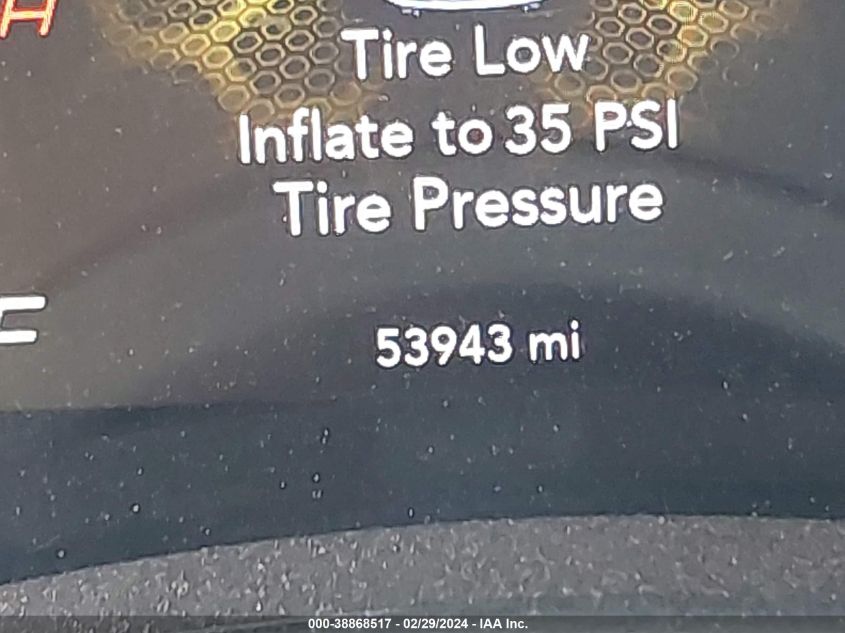 H
Tire Low
Inflate to 35 PSI
Tire Pressure
C
53943 mi
000-38868517 - 02/29/2024 - IAA Inc.